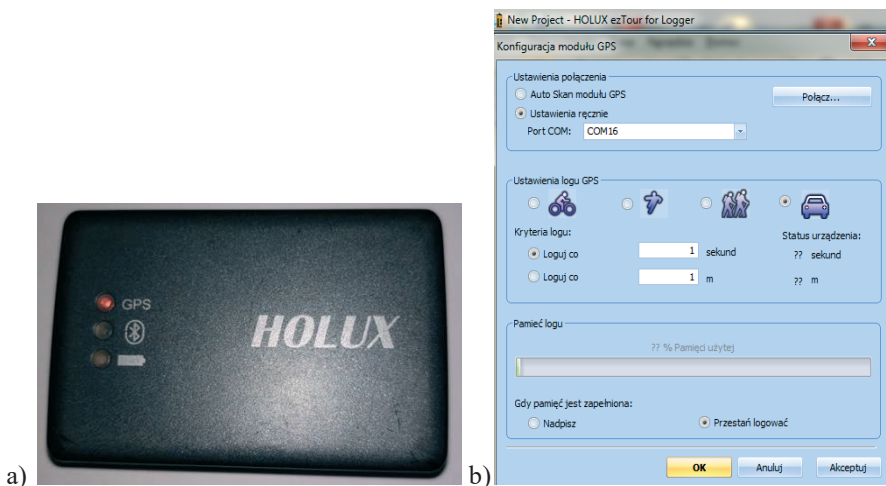 New Project - HOLUX ezTour for Logger
Konfiguracja modułu GPS
Ustawienia połączenia
Auto Skan modułu GPS
Połącz...
Ustawienia ręcznie
Port COM: COM16
Ustawienia logu GPS
Kryteria logu:
Status urządzenia:
Loguj co 1 sekund ?? sekund
Loguj co 1 m ?? m
Pamieć logu
?? % Pamięci użytej
Gdy pamięć jest zapełniona:
Nadpisz Przestań logować
OK Anuluj Akceptuj
GPS
HOLUX
a)
b)